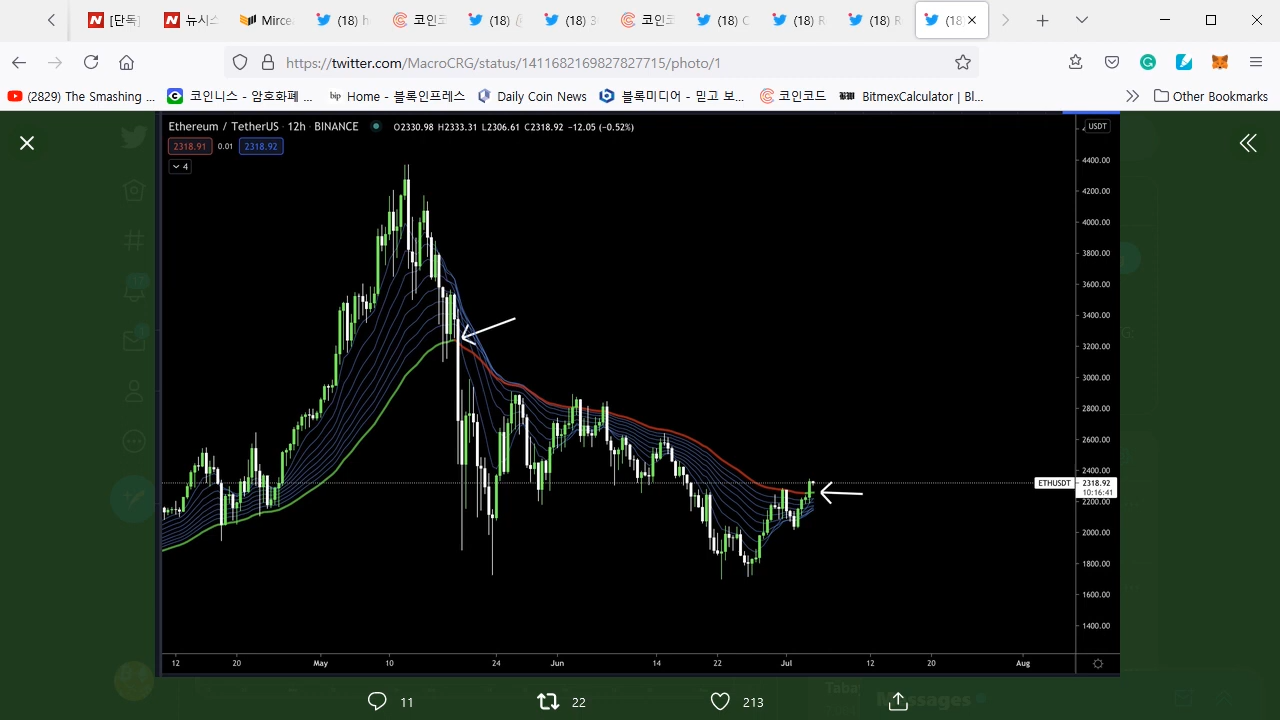 [단독]
뉴시스
Mircea
(18)
코인코
(18)
(18)
코인코
(18)
(18) R
(18) R
(18
https://twitter.com/MacroCRG/status/1411682169827827715/photo/1
(2829) The Smashing ...
코인니스 - 암호화폐 ...
bip Home - 블록인프레스
Daily Coin News
블록미디어 - 믿고 보...
코인코드
BitmexCalculator | Bl...
Other Bookmarks
Ethereum / TetherUS · 12h · BINANCE O2330.98 H2333.31 L2306.61 C2318.92 −12.05 (−0.52%)
USDT
2318.91 0.01 2318.92
4
4400.00
4200.00
4000.00
3800.00
3600.00
3400.00
3200.00
3000.00
2800.00
2600.00
2400.00
ETHUSDT 2318.92
10:16:41
2200.00
2000.00
1800.00
1600.00
1400.00
12 20 May 10 24 Jun 14 22 Jul 12 20 Aug
Messages
11 22 213